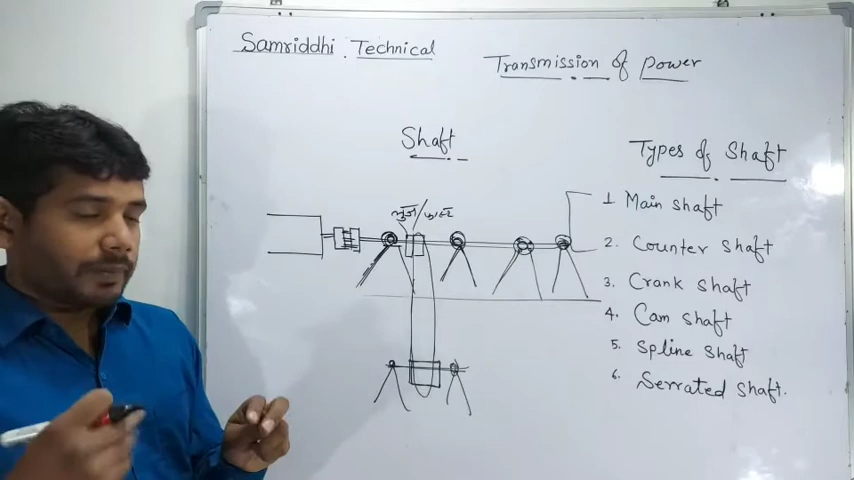 Samriddhi. Technical
Transmission of power
Shaft
Types of Shaft
1 Main shaft
2. Counter shaft
3. Crank shaft
4. Cam shaft
5. Spline shaft
6. Serrated shaft.